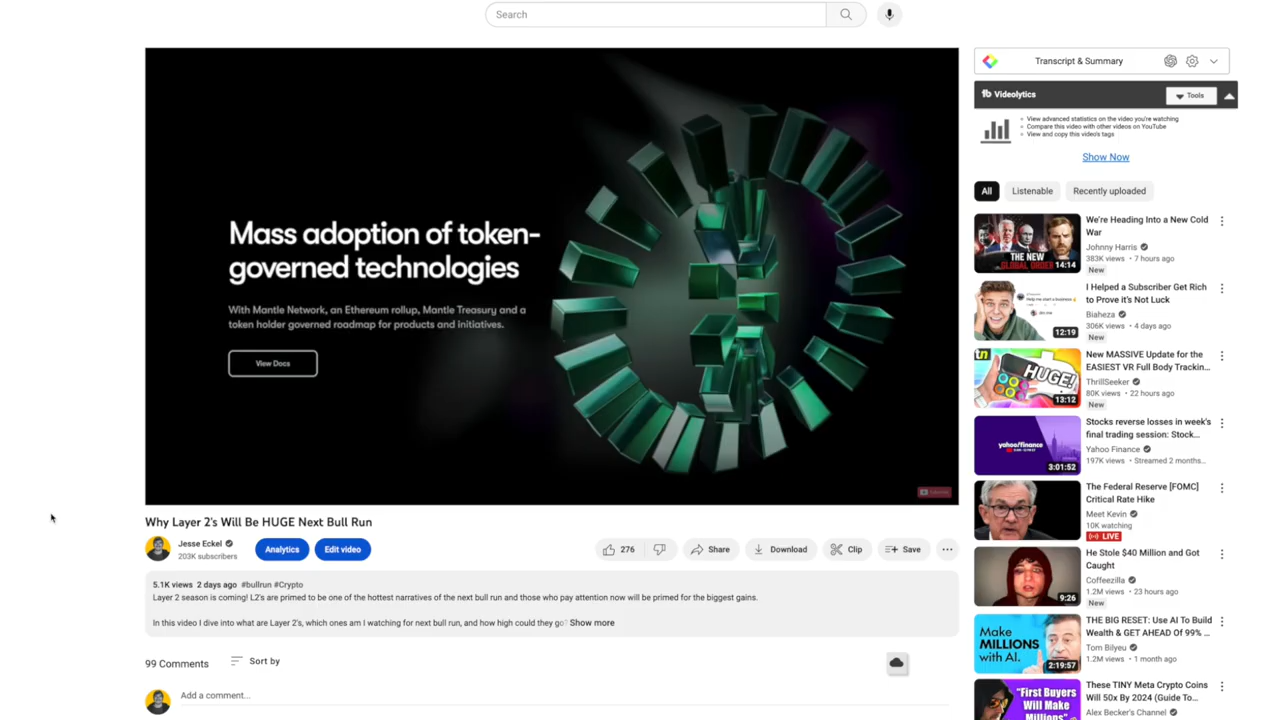 Search
Mass adoption of token-
governed technologies
With Mantle Network, an Ethereum rollup, Mantle Treasury and a
token holder governed roadmap for products and initiatives.
View Docs
Why Layer 2's Will Be HUGE Next Bull Run
Jesse Eckel
203K subscribers
Analytics
Edit video
276
Share
Download
Clip
Save
5.1K views 2 days ago #bullrun #Crypto
Layer 2 season is coming! L2's are primed to be one of the hottest narratives of the next bull run and those who pay attention now will be primed for the biggest gains.
In this video I dive into what are Layer 2's, which ones am I watching for next bull run, and how high could they go? Show more
99 Comments
Sort by
Add a comment...
Transcript & Summary
Videolytics
Tools
• View advanced statistics on the video you're watching
• Compare this video with other videos on YouTube
• View and copy this video's tags
Show Now
All
Listenable
Recently uploaded
THE NEW
GLOBAL ORDER
14:14
We're Heading Into a New Cold
War
Johnny Harris
383K views • 7 hours ago
New
12:19
I Helped a Subscriber Get Rich
to Prove it's Not Luck
Biaheza
306K views • 4 days ago
New
tn
HUGE!
13:12
New MASSIVE Update for the
EASIEST VR Full Body Trackin...
ThrillSeeker
80K views • 22 hours ago
New
yahoo!finance
3:01:52
Stocks reverse losses in week's
final trading session: Stock...
Yahoo Finance
197K views • Streamed 2 months...
The Federal Reserve [FOMC]
Critical Rate Hike
Meet Kevin
10K watching
LIVE
9:26
He Stole $40 Million and Got
Caught
Coffeezilla
1.2M views • 23 hours ago
New
Make
MILLIONS
with AI.
2:19:57
THE BIG RESET: Use AI To Build
Wealth & GET AHEAD Of 99% ...
Tom Bilyeu
1.2M views • 1 month ago
"First Buyers
Will Make
Millions"
These TINY Meta Crypto Coins
Will 50x By 2024 (Guide To...
Alex Becker's Channel